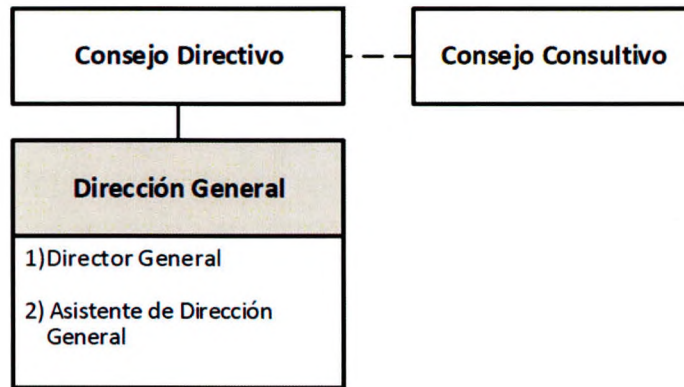 Consejo Directivo
Consejo Consultivo
Dirección General
1)Director General
2) Asistente de Dirección
General